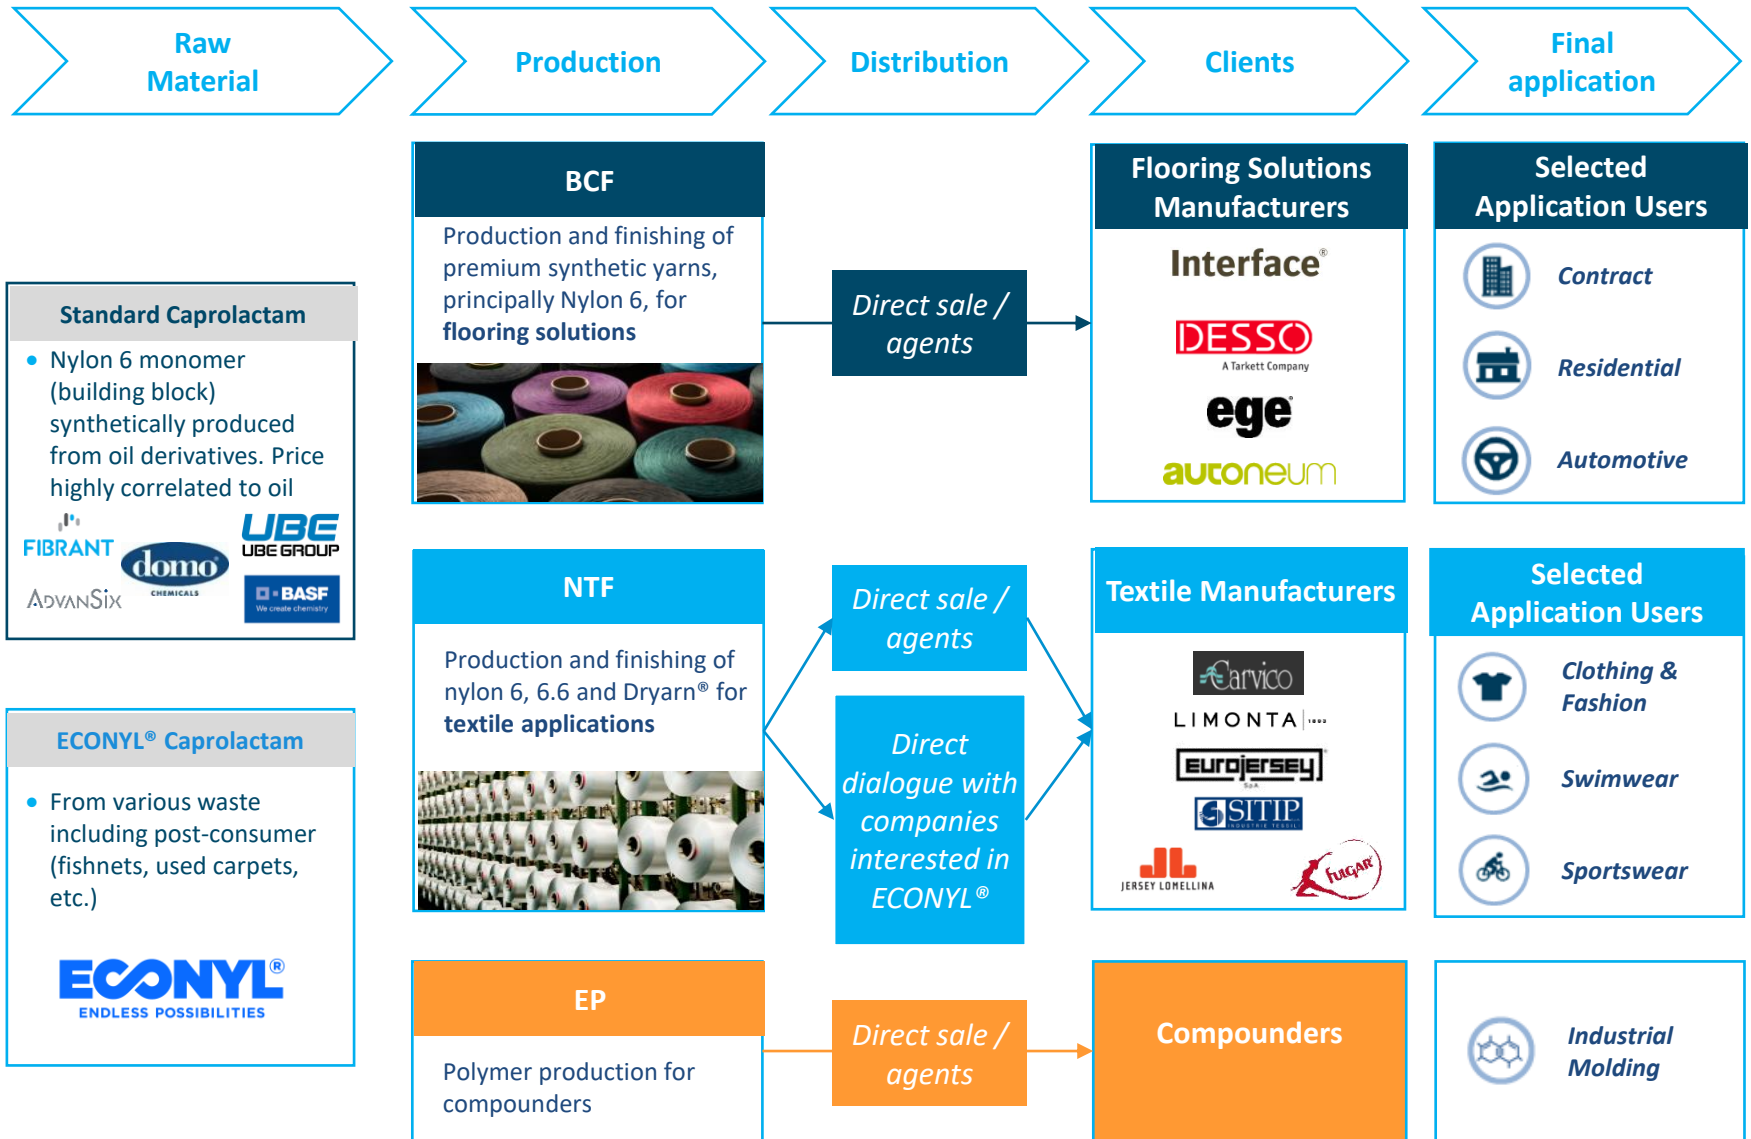 Raw
Material
Production
Distribution
Clients
Final
application
Standard Caprolactam
• Nylon 6 monomer
(building block)
synthetically produced
from oil derivatives. Price
highly correlated to oil
FIBRANT
domo
CHEMICALS
UBE
UBE GROUP
ADVANSIX
BASF
We create chemistry
ECONYL® Caprolactam
• From various waste
including post-consumer
(fishnets, used carpets,
etc.)
ECONYL®
ENDLESS POSSIBILITIES
BCF
Production and finishing of
premium synthetic yarns,
principally Nylon 6, for
flooring solutions
Direct sale /
agents
Flooring Solutions
Manufacturers
Interface®
DESSO
A Tarkett Company
ege
autoneum
Selected
Application Users
Contract
Residential
Automotive
NTF
Production and finishing of
nylon 6, 6.6 and Dryarn® for
textile applications
Direct sale /
agents
Direct
dialogue with
companies
interested in
ECONYL®
Textile Manufacturers
Carvico
LIMONTA
eurojersey
S.p.A.
SITIP
INDUSTRIE TESSILI
JERSEY LOMELLINA
FULGAR
Selected
Application Users
Clothing &
Fashion
Swimwear
Sportswear
EP
Polymer production for
compounders
Direct sale /
agents
Compounders
Industrial
Molding